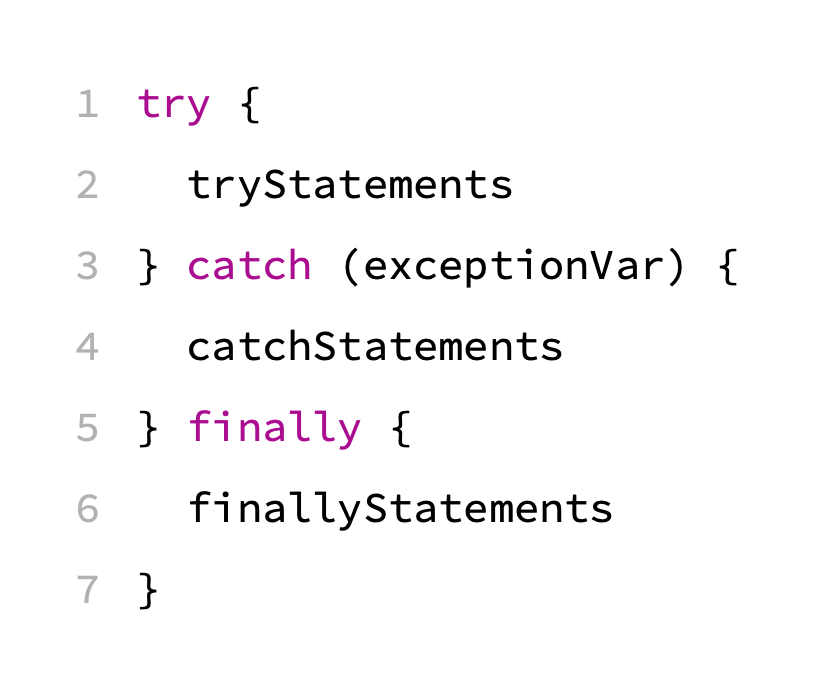 1 try {
2   tryStatements
3 } catch (exceptionVar) {
4   catchStatements
5 } finally {
6   finallyStatements
7 }